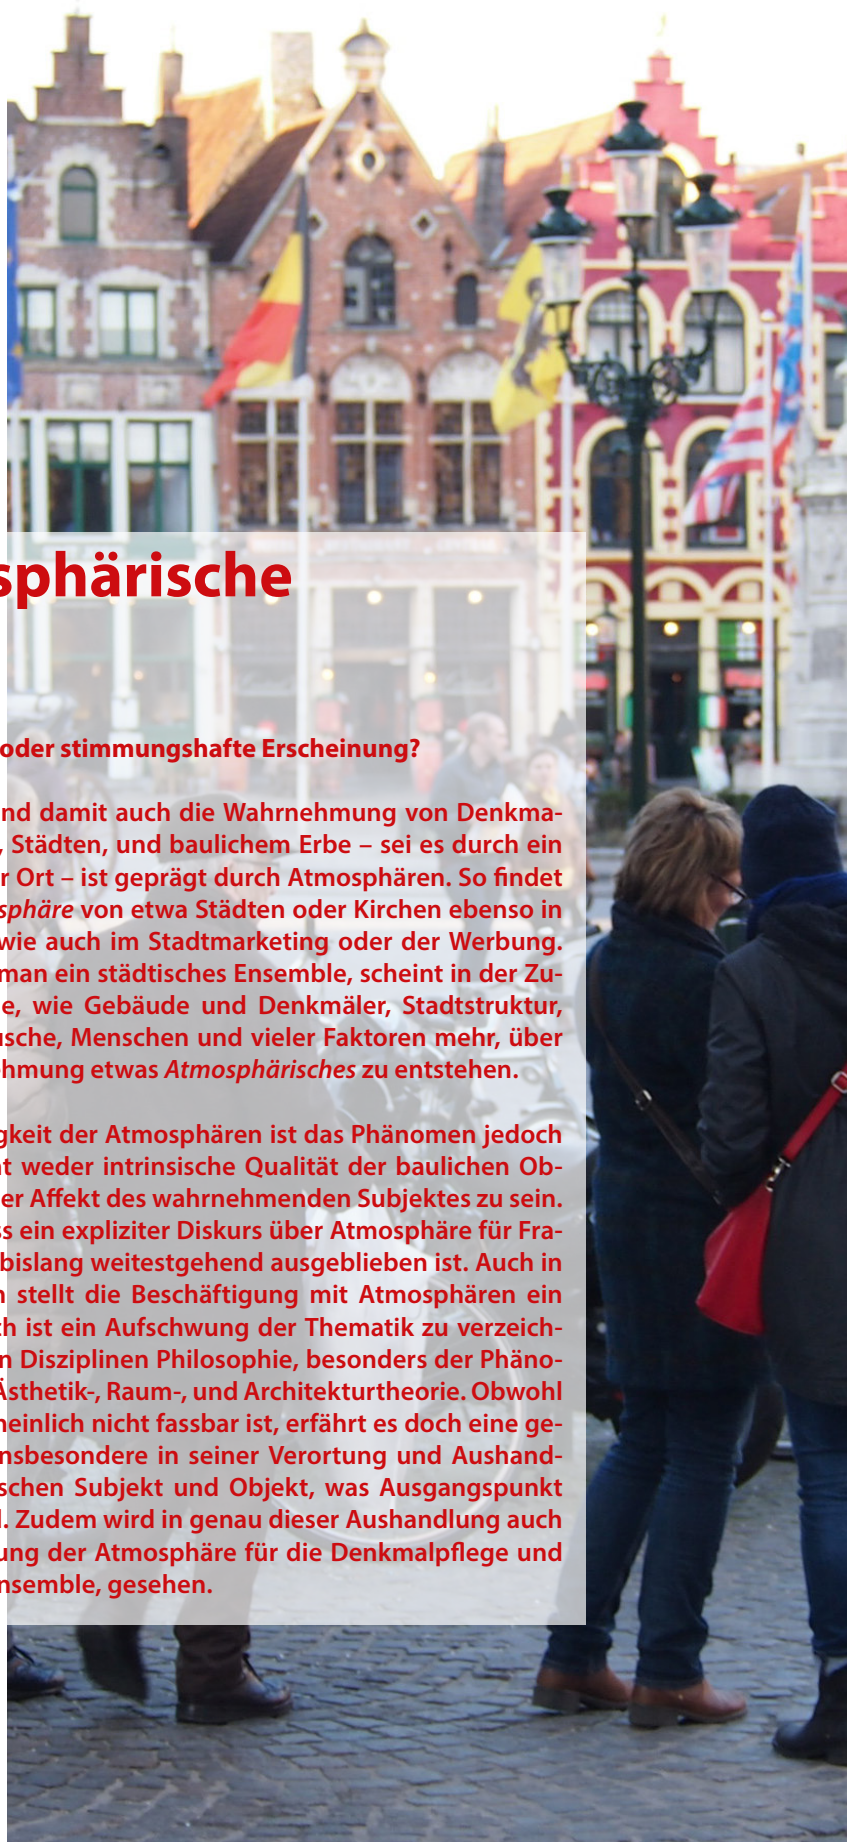 sphärische
oder stimmungshafte Erscheinung?
nd damit auch die Wahrnehmung von Denkma-
, Städten, und baulichem Erbe – sei es durch ein
r Ort – ist geprägt durch Atmosphären. So findet
sphäre von etwa Städten oder Kirchen ebenso in
wie auch im Stadtmarketing oder der Werbung.
man ein städtisches Ensemble, scheint in der Zu-
e, wie Gebäude und Denkmäler, Stadtstruktur,
usche, Menschen und vieler Faktoren mehr, über
hmung etwas Atmosphärisches zu entstehen.
gkeit der Atmosphären ist das Phänomen jedoch
t weder intrinsische Qualität der baulichen Ob-
er Affekt des wahrnehmenden Subjektes zu sein.
ss ein expliziter Diskurs über Atmosphäre für Fra-
bislang weitestgehend ausgeblieben ist. Auch in
n stellt die Beschäftigung mit Atmosphären ein
h ist ein Aufschwung der Thematik zu verzeich-
n Disziplinen Philosophie, besonders der Phäno-
Ästhetik-, Raum-, und Architekturtheorie. Obwohl
heinlich nicht fassbar ist, erfährt es doch eine ge-
nsbesondere in seiner Verortung und Aushand-
schen Subjekt und Objekt, was Ausgangspunkt
. Zudem wird in genau dieser Aushandlung auch
ung der Atmosphäre für die Denkmalpflege und
nsemble, gesehen.